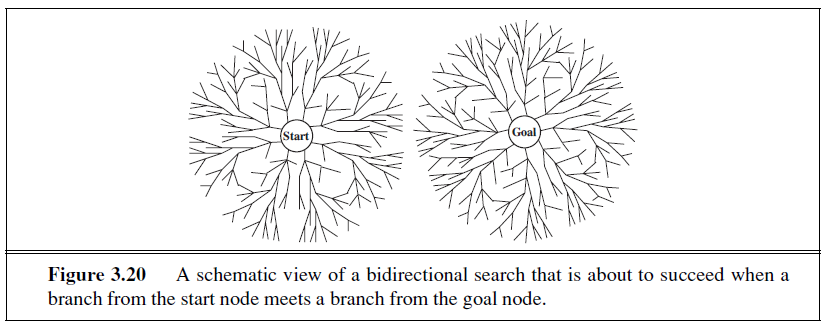 Start
Goal
Figure 3.20 A schematic view of a bidirectional search that is about to succeed when a
branch from the start node meets a branch from the goal node.